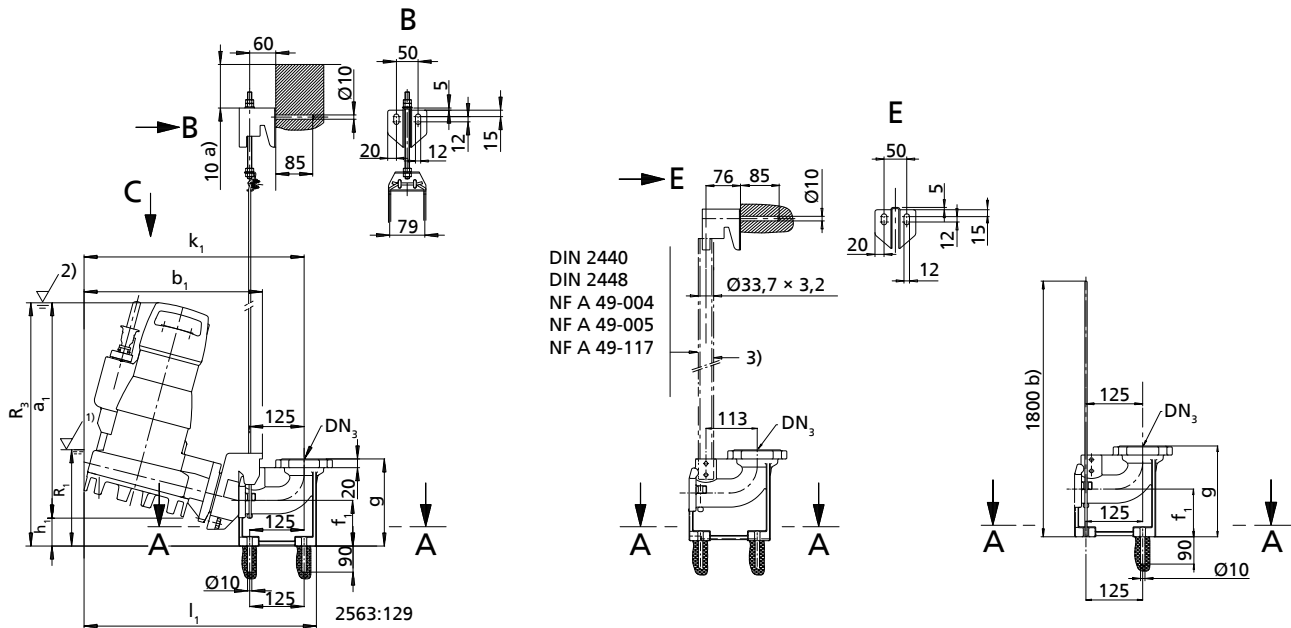 B
60
50
Ø10
5
B
10 a)
12
15
20
12
85
79
C
k₁
b₁
2)
R₃
a₁
1)
R₁
h₁
125
DN₃
20
g
f₁
125
A
A
90
Ø10
125
l₁
2563:129
E
76
85
Ø10
DIN 2440
DIN 2448
NF A 49-004
NF A 49-005
NF A 49-117
Ø33,7 × 3,2
3)
113
DN₃
A
A
E
50
5
12
15
20
12
1800 b)
125
DN₃
125
g
f₁
A
A
90
Ø10
125